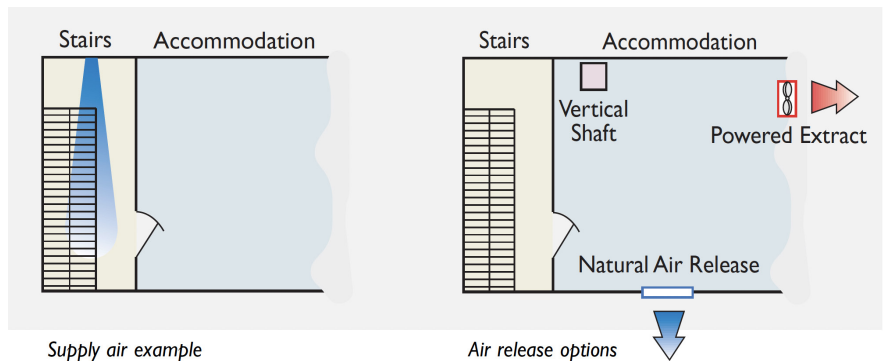 Stairs Accommodation
Supply air example
Stairs Accommodation
Vertical
Shaft
Powered Extract
Natural Air Release
Air release options